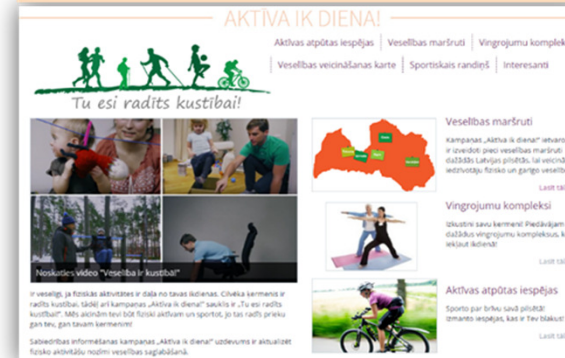 AKTĪVA IK DIENA!
Aktīvas atpūtas iespējas
Veselības maršruti
Vingrojumu komplek
Veselības veicināšanas karte
Sportiskais randiņš
Interesanti
Tu esi radīts kustībai!
Noskaties video "Veselība ir kustībā!"
Ir veselīgi, ja fiziskās aktivitātes ir daļa no tavas ikdienas. Cilvēka ķermenis ir
radīts kustībai, tādēļ arī kampaņas „Aktīva ik diena!” sauklis ir „Tu esi radīts
kustībai!”. Mēs aicinām tevi būt fiziski aktīvam un sportot, jo tas radīs prieku
gan tev, gan tavam ķermenim!
Sabiedrības informēšanas kampaņas „Aktīva ik diena!” uzdevums ir aktualizēt
fizisko aktivitāšu nozīmi veselības saglabāšanā.
Veselības maršruti
Kampaņas „Aktīva ik diena!” ietvaros
ir izveidoti pieci veselības maršruti
dažādās Latvijas pilsētās, lai veicinā
iedzīvotāju fizisko un garīgo veselīb
Lasīt tāl
Vingrojumu kompleksi
Izkustini savu ķermeni! Piedāvājam
dažādus vingrojumu kompleksus, k
iekļaut ikdienā!
Lasīt tāl
Aktīvas atpūtas iespējas
Sporto par brīvu savā pilsētā!
Izmanto iespējas, kas ir Tev blakus!
Lasīt tāl